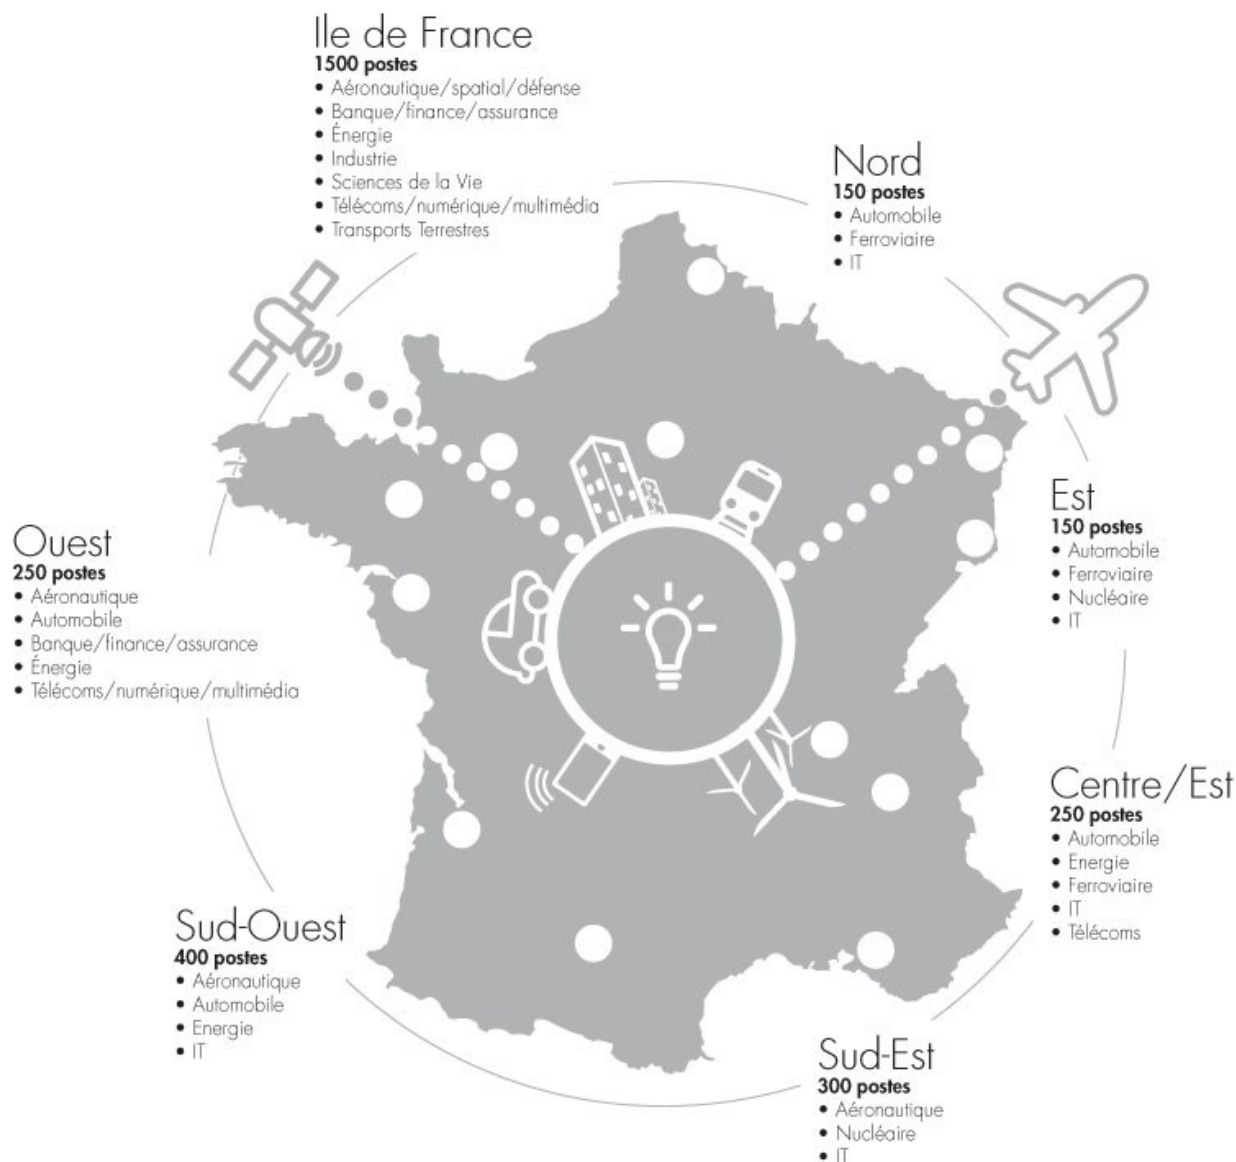 Ile de France
1500 postes
• Aéronautique/spatial/défense
• Banque/finance/assurance
• Énergie
• Industrie
• Sciences de la Vie
• Télécoms/numérique/multimédia
• Transports Terrestres
Nord
150 postes
• Automobile
• Ferroviaire
• IT
Est
150 postes
• Automobile
• Ferroviaire
• Nucléaire
• IT
Ouest
250 postes
• Aéronautique
• Automobile
• Banque/finance/assurance
• Énergie
• Télécoms/numérique/multimédia
Centre/Est
250 postes
• Automobile
• Energie
• Ferroviaire
• IT
• Télécoms
Sud-Ouest
400 postes
• Aéronautique
• Automobile
• Energie
• IT
Sud-Est
300 postes
• Aéronautique
• Nucléaire
• IT